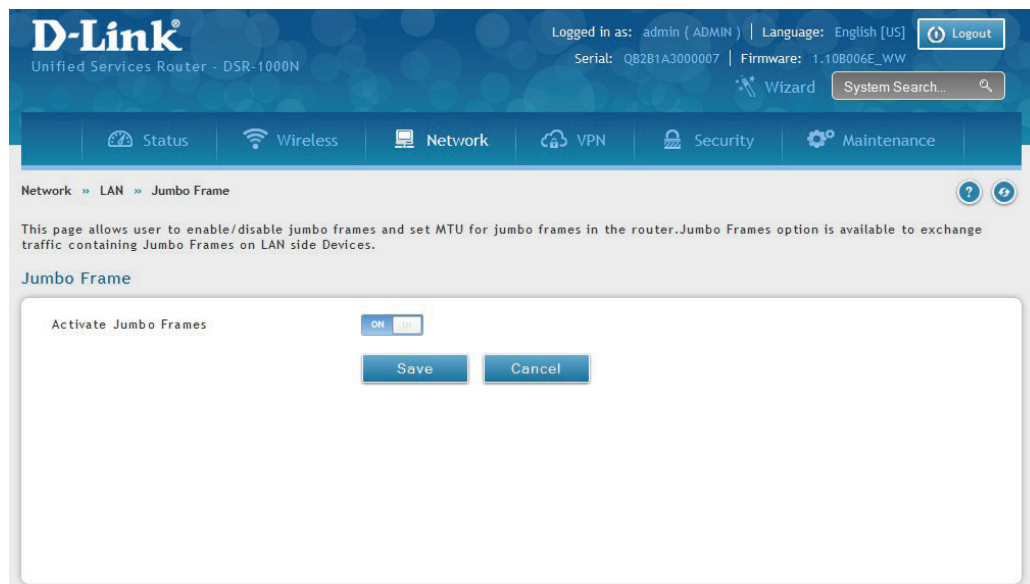 D-Link®
Unified Services Router - DSR-1000N
Logged in as: admin ( ADMIN ) | Language: English [US]
Logout
Serial: QB2B1A3000007 | Firmware: 1.10B006E_WW
Wizard
System Search...
Status
Wireless
Network
VPN
Security
Maintenance
Network » LAN » Jumbo Frame
?
This page allows user to enable/disable jumbo frames and set MTU for jumbo frames in the router.Jumbo Frames option is available to exchange
traffic containing Jumbo Frames on LAN side Devices.
Jumbo Frame
Activate Jumbo Frames
ON
Save
Cancel